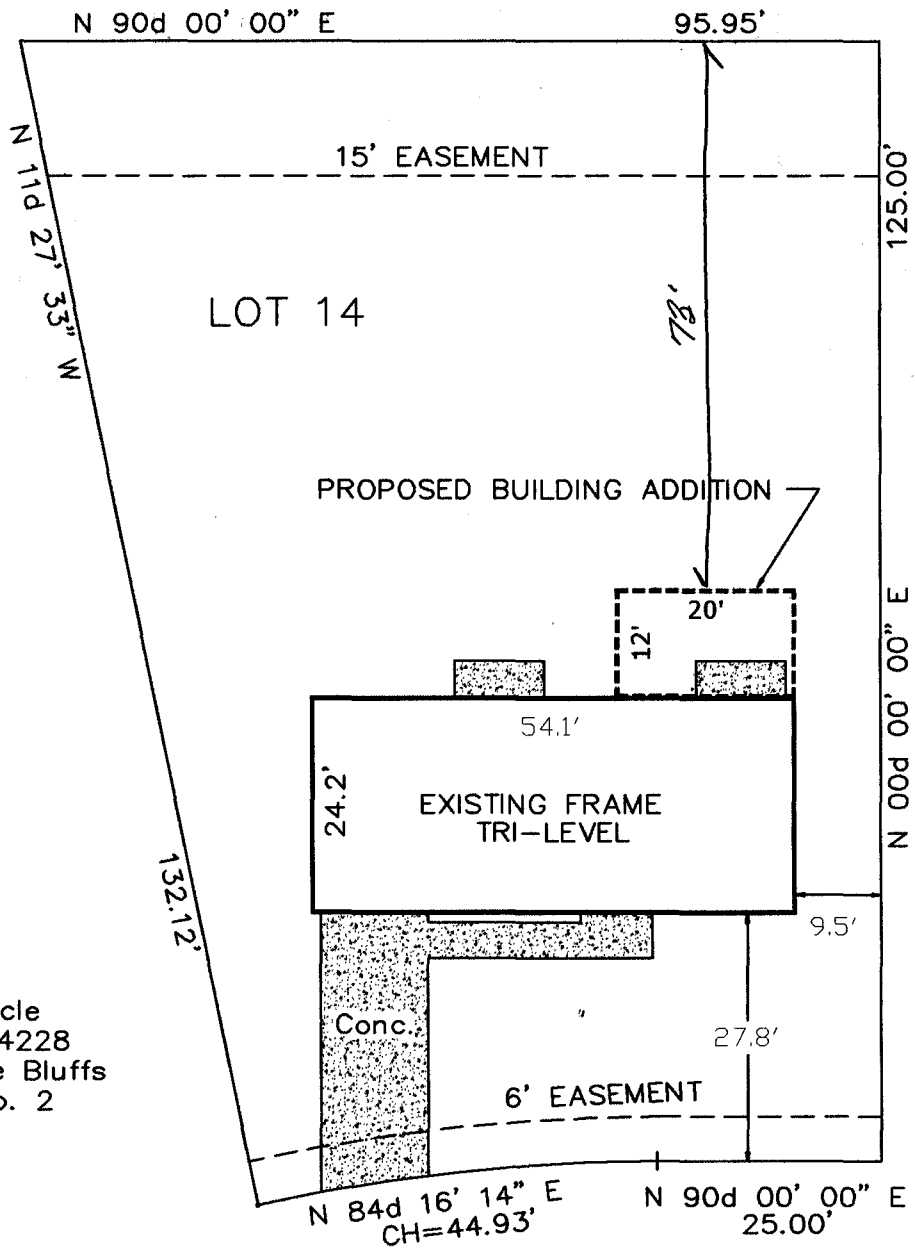 N 90d 00' 00" E
95.95'
15' EASEMENT
125.00'
N 11d 27' 33" W
LOT 14
PROPOSED BUILDING ADDITION
20'
12'
N 00d 00' 00" E
54.1'
24.2'
EXISTING FRAME
TRI-LEVEL
132.12'
9.5'
Conc.
27.8'
cle
4228
e Bluffs
o. 2
6' EASEMENT
N 84d 16' 14" E
CH=44.93'
N 90d 00' 00" E
25.00'